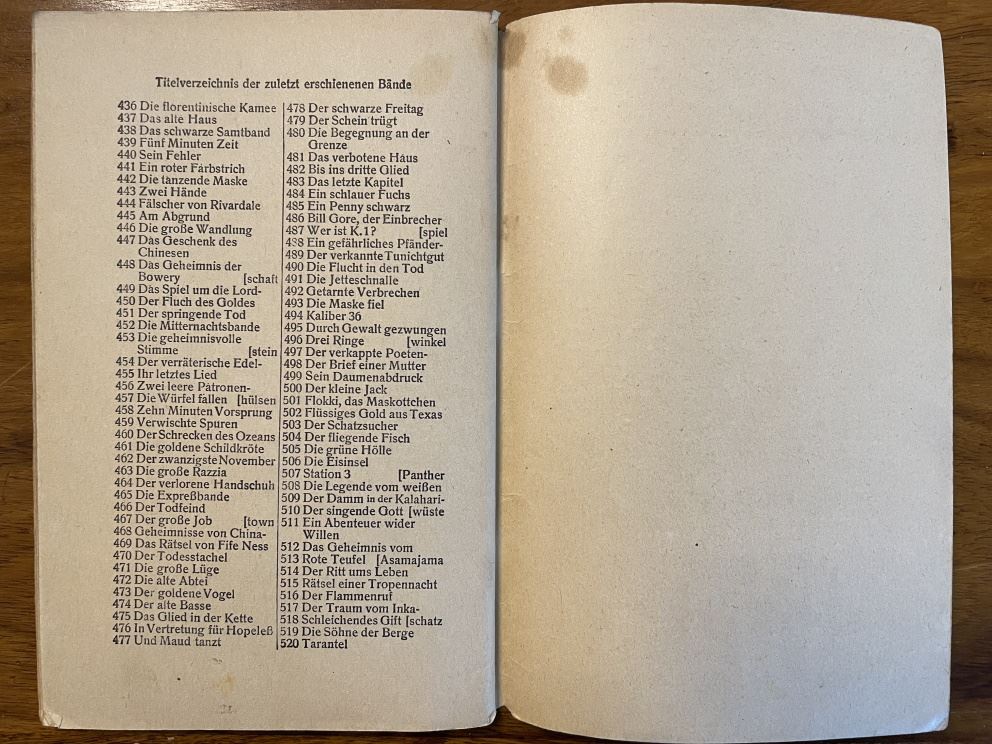 Titelverzeichnis der zuletzt erschienenen Bände
436 Die florentinische Kamee
437 Das alte Haus
438 Das schwarze Samtband
439 Fünf Minuten Zeit
440 Sein Fehler
441 Ein roter Farbstrich
442 Die tanzende Maske
443 Zwei Hände
444 Fälscher von Rivardale
445 Am Abgrund
446 Die große Wandlung
447 Das Geschenk des
Chinesen
448 Das Geheimnis der
Bowery [schaft
449 Das Spiel um die Lord-
450 Der Fluch des Goldes
451 Der springende Tod
452 Die Mitternachtsbande
453 Die geheimnisvolle
Stimme [stein
454 Der verräterische Edel-
455 Ihr letztes Lied
456 Zwei leere Patronen-
457 Die Würfel fallen [hülsen
458 Zehn Minuten Vorsprung
459 Verwischte Spuren
460 Der Schrecken des Ozeans
461 Die goldene Schildkröte
462 Der zwanzigste November
463 Die große Razzia
464 Der verlorene Handschuh
465 Die Expreßbande
466 Der Todfeind
467 Der große Job [town
468 Geheimnisse von China-
469 Das Rätsel von Fife Ness
470 Der Todesstachel
471 Die große Lüge
472 Die alte Abtei
473 Der goldene Vogel
474 Der alte Basse
475 Das Glied in der Kette
476 In Vertretung für Hopeleß
477 Und Maud tanzt
478 Der schwarze Freitag
479 Der Schein trügt
480 Die Begegnung an der
Grenze
481 Das verbotene Haus
482 Bis ins dritte Glied
483 Das letzte Kapitel
484 Ein schlauer Fuchs
485 Ein Penny schwarz
486 Bill Gore, der Einbrecher
487 Wer ist K.1? [spiel
488 Ein gefährliches Pfänder-
489 Der verkannte Tunichtgut
490 Die Flucht in den Tod
491 Die Jetteschnalle
492 Getarnte Verbrechen
493 Die Maske fiel
494 Kaliber 36
495 Durch Gewalt gezwungen
496 Drei Ringe [winkel
497 Der verkappte Poeten-
498 Der Brief einer Mutter
499 Sein Daumenabdruck
500 Der kleine Jack
501 Flokki, das Maskottchen
502 Flüssiges Gold aus Texas
503 Der Schatzsucher
504 Der fliegende Fisch
505 Die grüne Hölle
506 Die Eisinsel
507 Station 3 [Panther
508 Die Legende vom weißen
509 Der Damm in der Kalahari-
510 Der singende Gott [wüste
511 Ein Abenteuer wider
Willen
512 Das Geheimnis vom
513 Rote Teufel [Asamajama
514 Der Ritt ums Leben
515 Rätsel einer Tropennacht
516 Der Flammenruf
517 Der Traum vom Inka-
518 Schleichendes Gift [schatz
519 Die Söhne der Berge
520 Tarantel